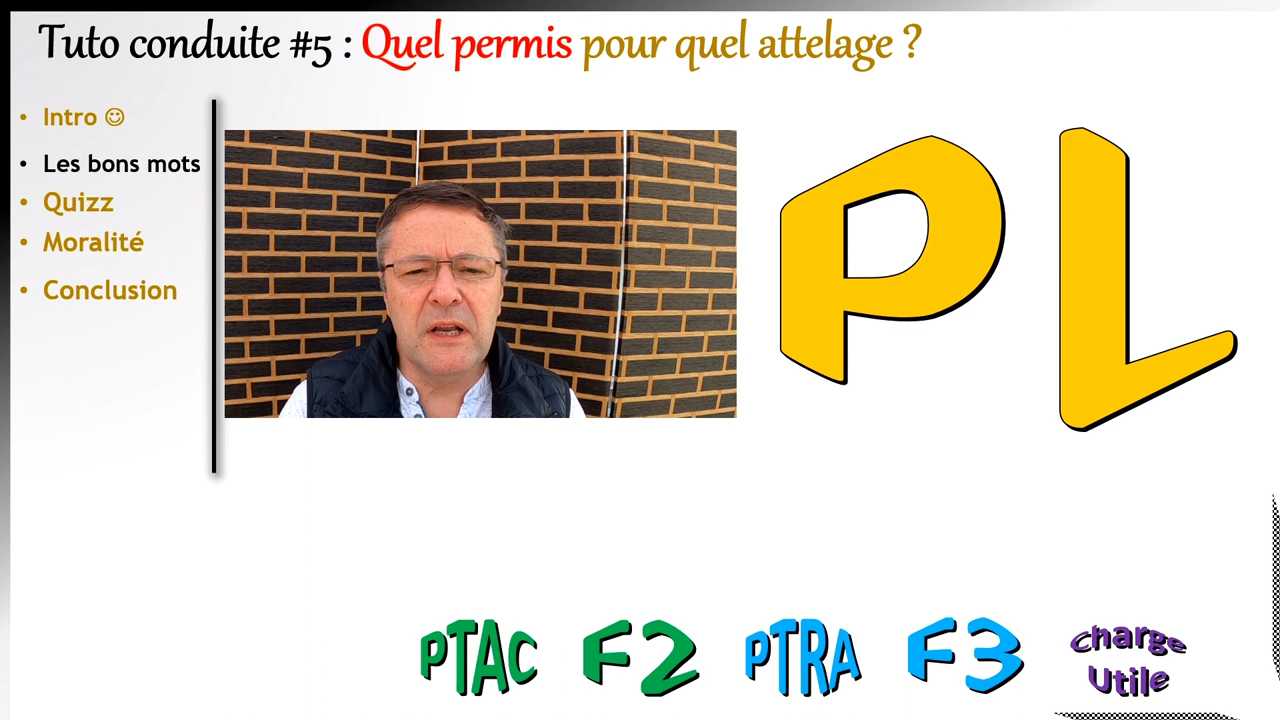 Tuto conduite #5 : Quel permis pour quel attelage ?
• Intro ☺
• Les bons mots
• Quizz
• Moralité
• Conclusion
PL
PTAC F2 PTRA F3 Charge
Utile